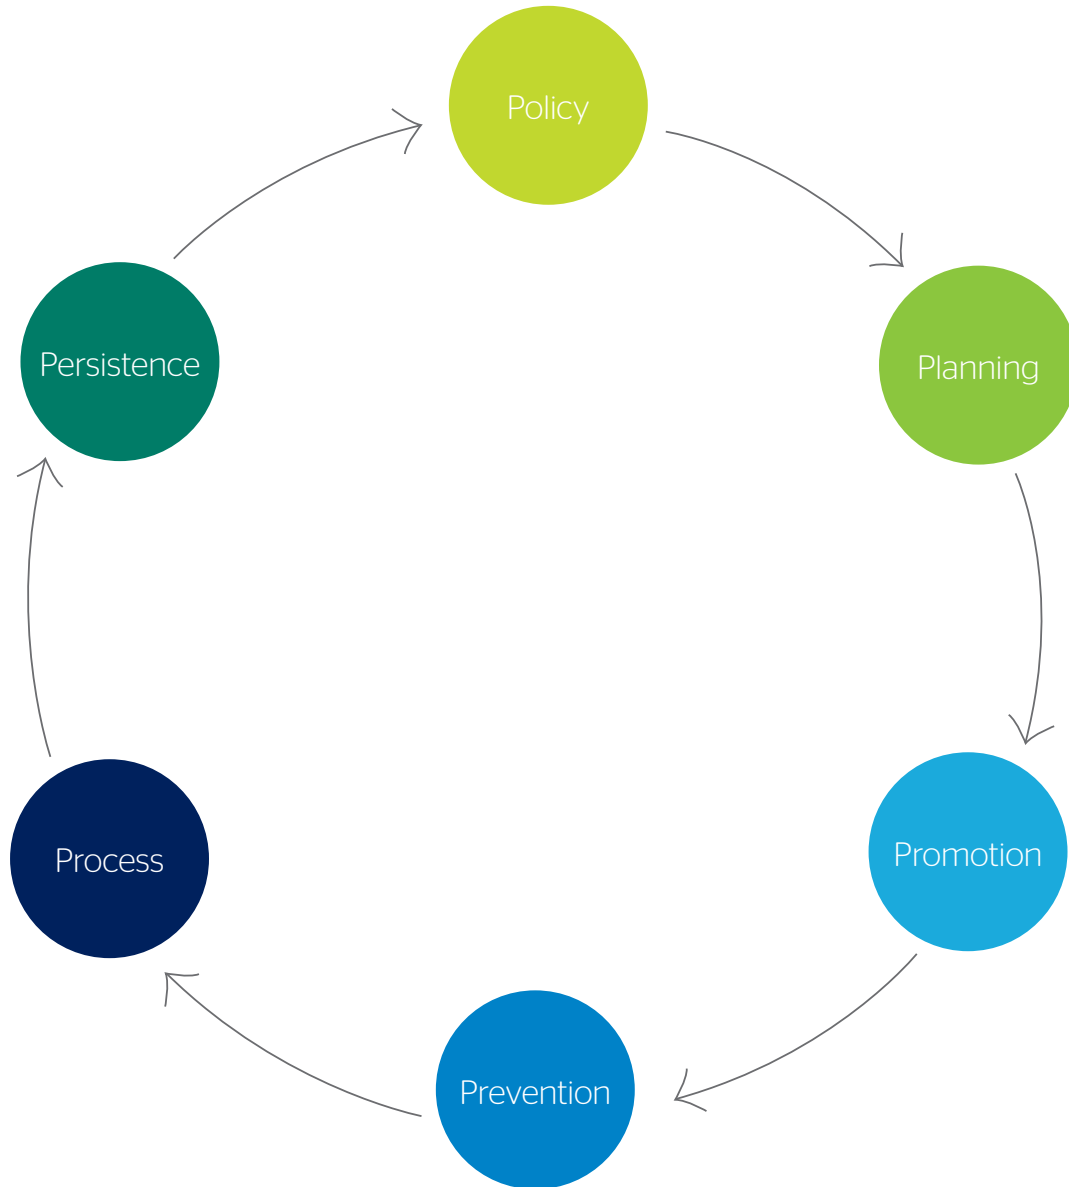 Policy
Planning
Promotion
Prevention
Process
Persistence